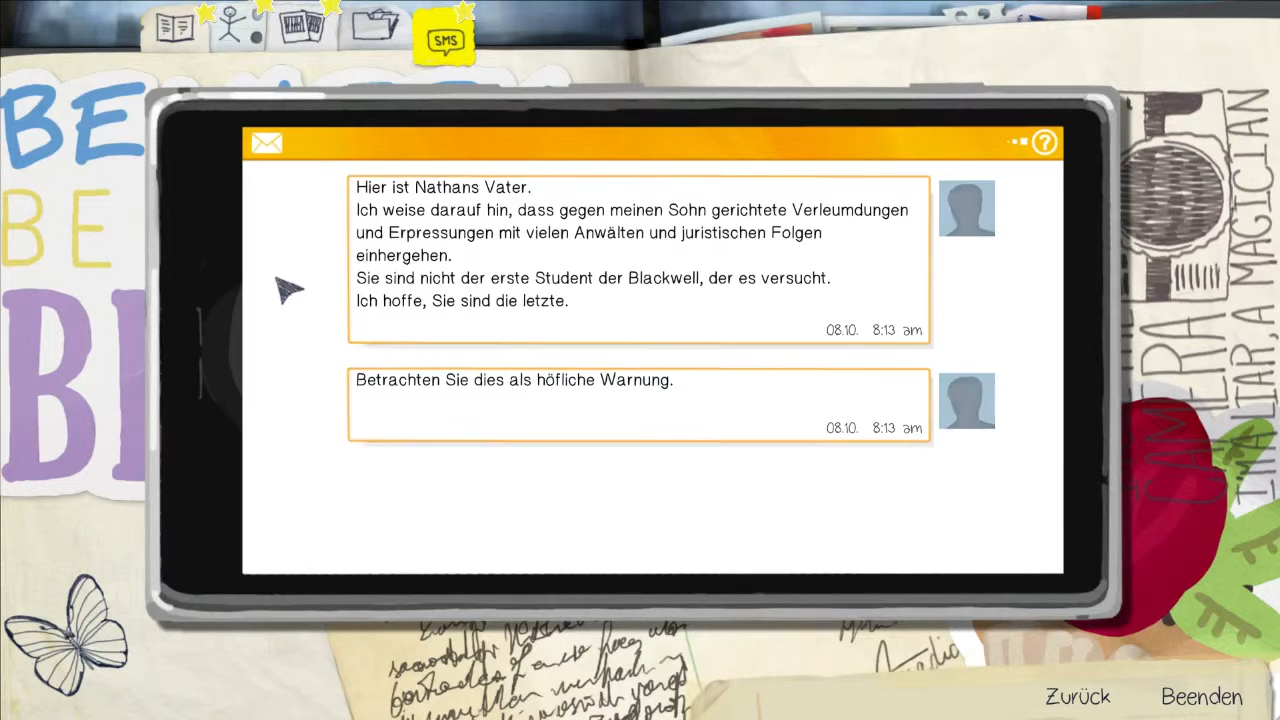 SMS
BE
BE
Hier ist Nathans Vater.
Ich weise darauf hin, dass gegen meinen Sohn gerichtete Verleumdungen
und Erpressungen mit vielen Anwälten und juristischen Folgen
einhergehen.
Sie sind nicht der erste Student der Blackwell, der es versucht.
Ich hoffe, Sie sind die letzte.
08.10. 8:13 am
Betrachten Sie dies als höfliche Warnung.
08.10. 8:13 am
CAMERA
A MAGICIAN
Zurück
Beenden